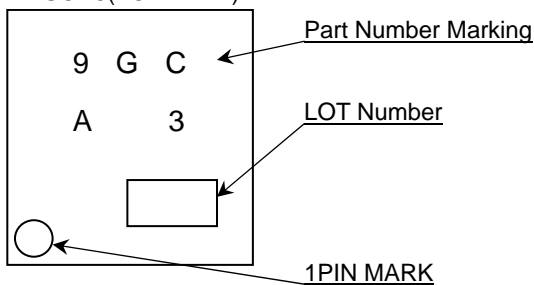 Part Number Marking
9 G C
A 3
LOT Number
1PIN MARK